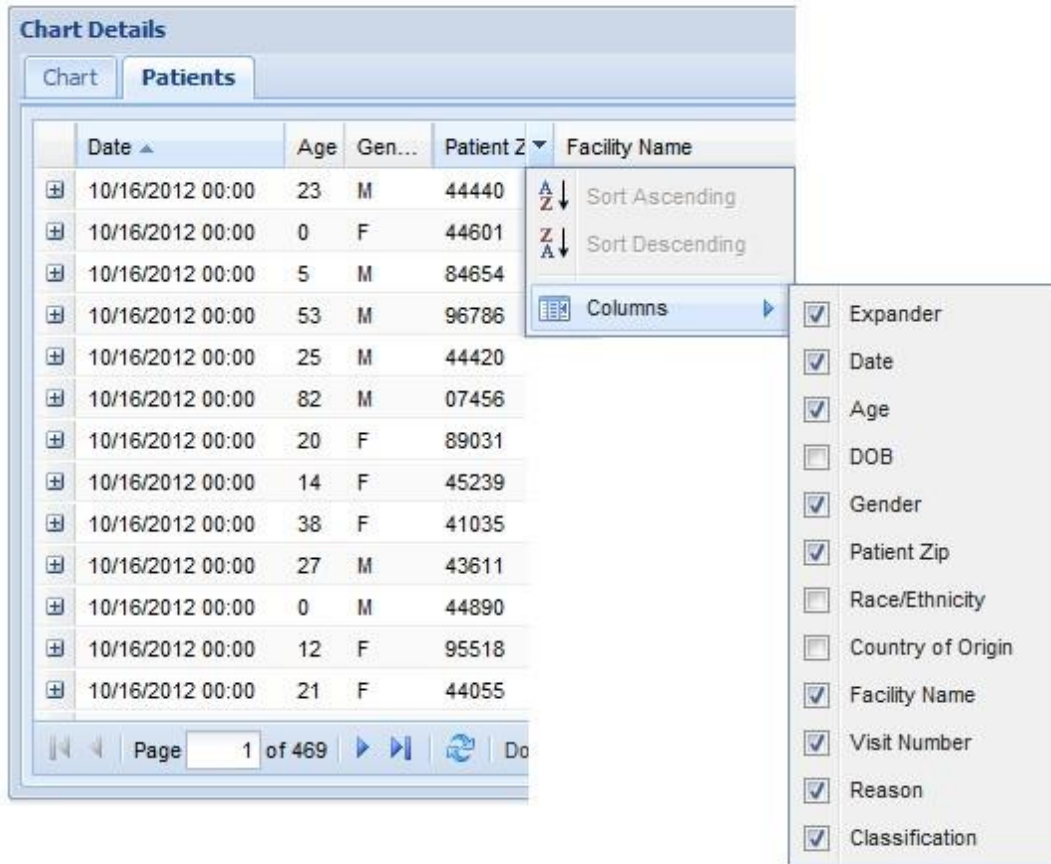 Chart Details
Chart Patients
Date Age Gen... Patient Z Facility Name
10/16/2012 00:00 23 M 44440
10/16/2012 00:00 0 F 44601
10/16/2012 00:00 5 M 84654
10/16/2012 00:00 53 M 96786
10/16/2012 00:00 25 M 44420
10/16/2012 00:00 82 M 07456
10/16/2012 00:00 20 F 89031
10/16/2012 00:00 14 F 45239
10/16/2012 00:00 38 F 41035
10/16/2012 00:00 27 M 43611
10/16/2012 00:00 0 M 44890
10/16/2012 00:00 12 F 95518
10/16/2012 00:00 21 F 44055
Page 1 of 469 Do
A Z Sort Ascending
Z A Sort Descending
Columns
Expander
Date
Age
DOB
Gender
Patient Zip
Race/Ethnicity
Country of Origin
Facility Name
Visit Number
Reason
Classification